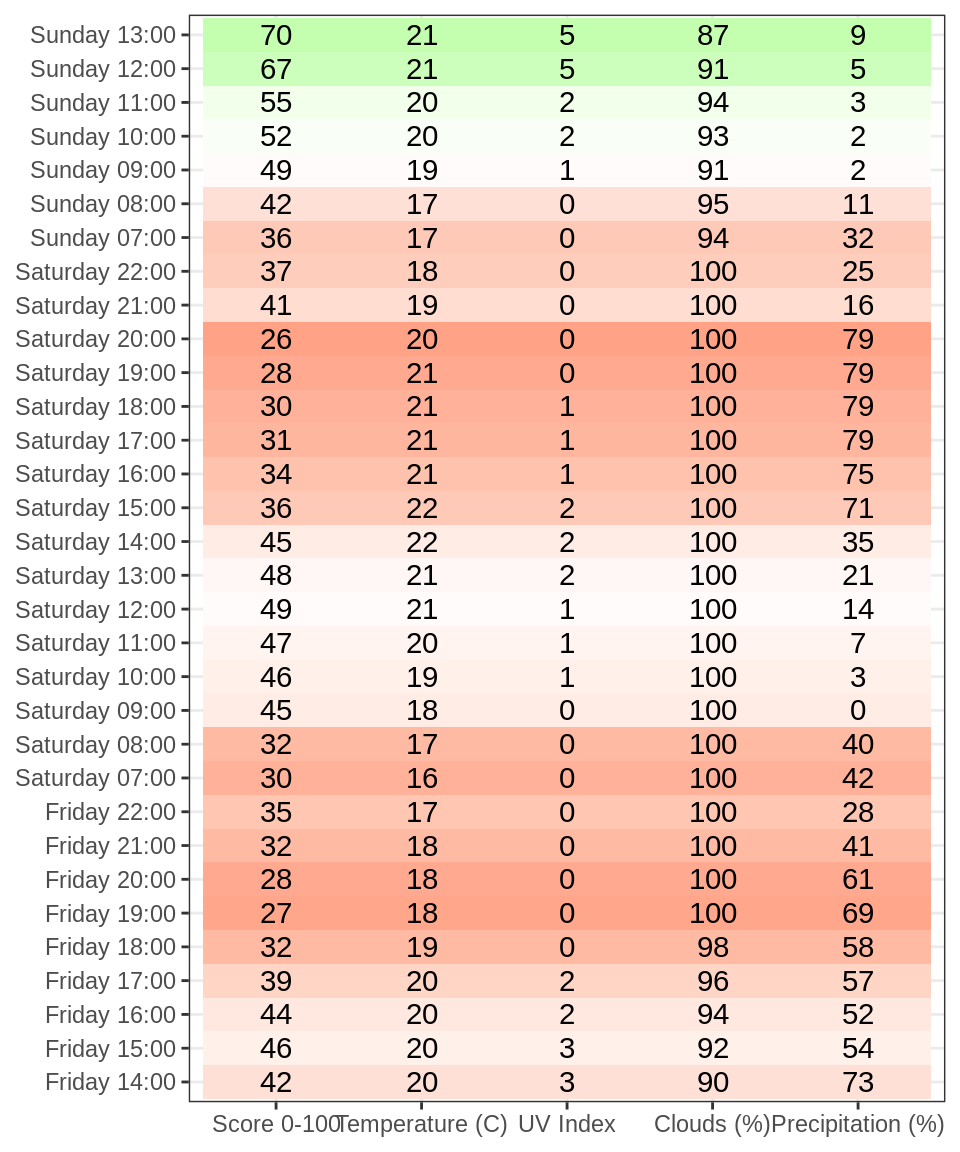 Sunday 13:00 70 21 5 87 9
Sunday 12:00 67 21 5 91 5
Sunday 11:00 55 20 2 94 3
Sunday 10:00 52 20 2 93 2
Sunday 09:00 49 19 1 91 2
Sunday 08:00 42 17 0 95 11
Sunday 07:00 36 17 0 94 32
Saturday 22:00 37 18 0 100 25
Saturday 21:00 41 19 0 100 16
Saturday 20:00 26 20 0 100 79
Saturday 19:00 28 21 0 100 79
Saturday 18:00 30 21 1 100 79
Saturday 17:00 31 21 1 100 79
Saturday 16:00 34 21 1 100 75
Saturday 15:00 36 22 2 100 71
Saturday 14:00 45 22 2 100 35
Saturday 13:00 48 21 2 100 21
Saturday 12:00 49 21 1 100 14
Saturday 11:00 47 20 1 100 7
Saturday 10:00 46 19 1 100 3
Saturday 09:00 45 18 0 100 0
Saturday 08:00 32 17 0 100 40
Saturday 07:00 30 16 0 100 42
Friday 22:00 35 17 0 100 28
Friday 21:00 32 18 0 100 41
Friday 20:00 28 18 0 100 61
Friday 19:00 27 18 0 100 69
Friday 18:00 32 19 0 98 58
Friday 17:00 39 20 2 96 57
Friday 16:00 44 20 2 94 52
Friday 15:00 46 20 3 92 54
Friday 14:00 42 20 3 90 73
Score 0-100 Temperature (C) UV Index Clouds (%) Precipitation (%)